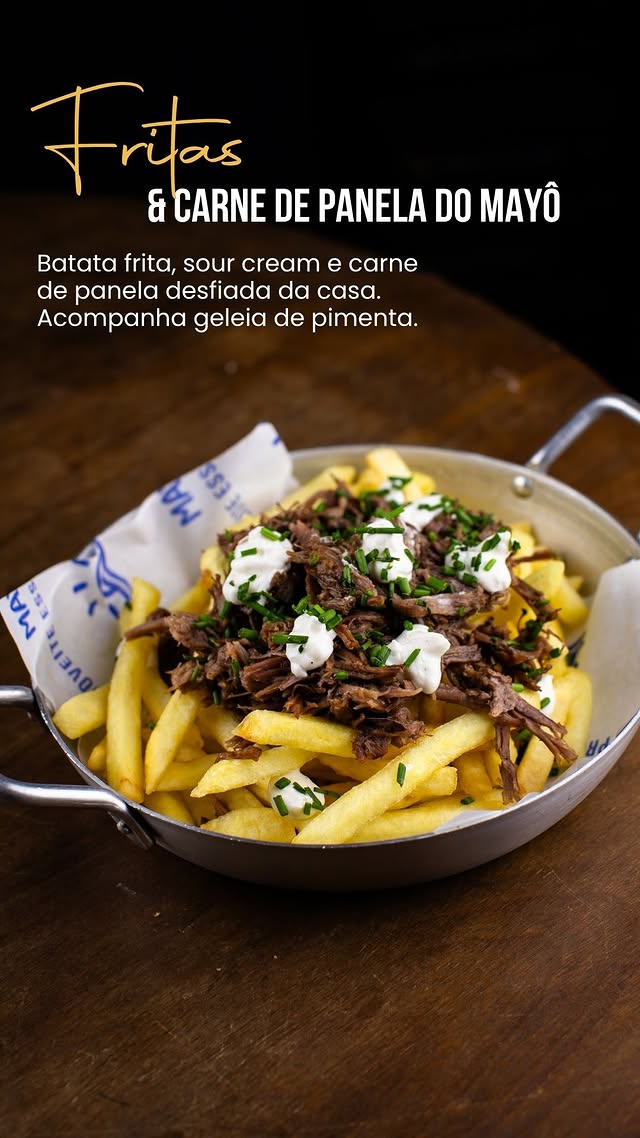 Fritas
& CARNE DE PANELA DO MAYÔ
Batata frita, sour cream e carne
de panela desfiada da casa.
Acompanha geleia de pimenta.